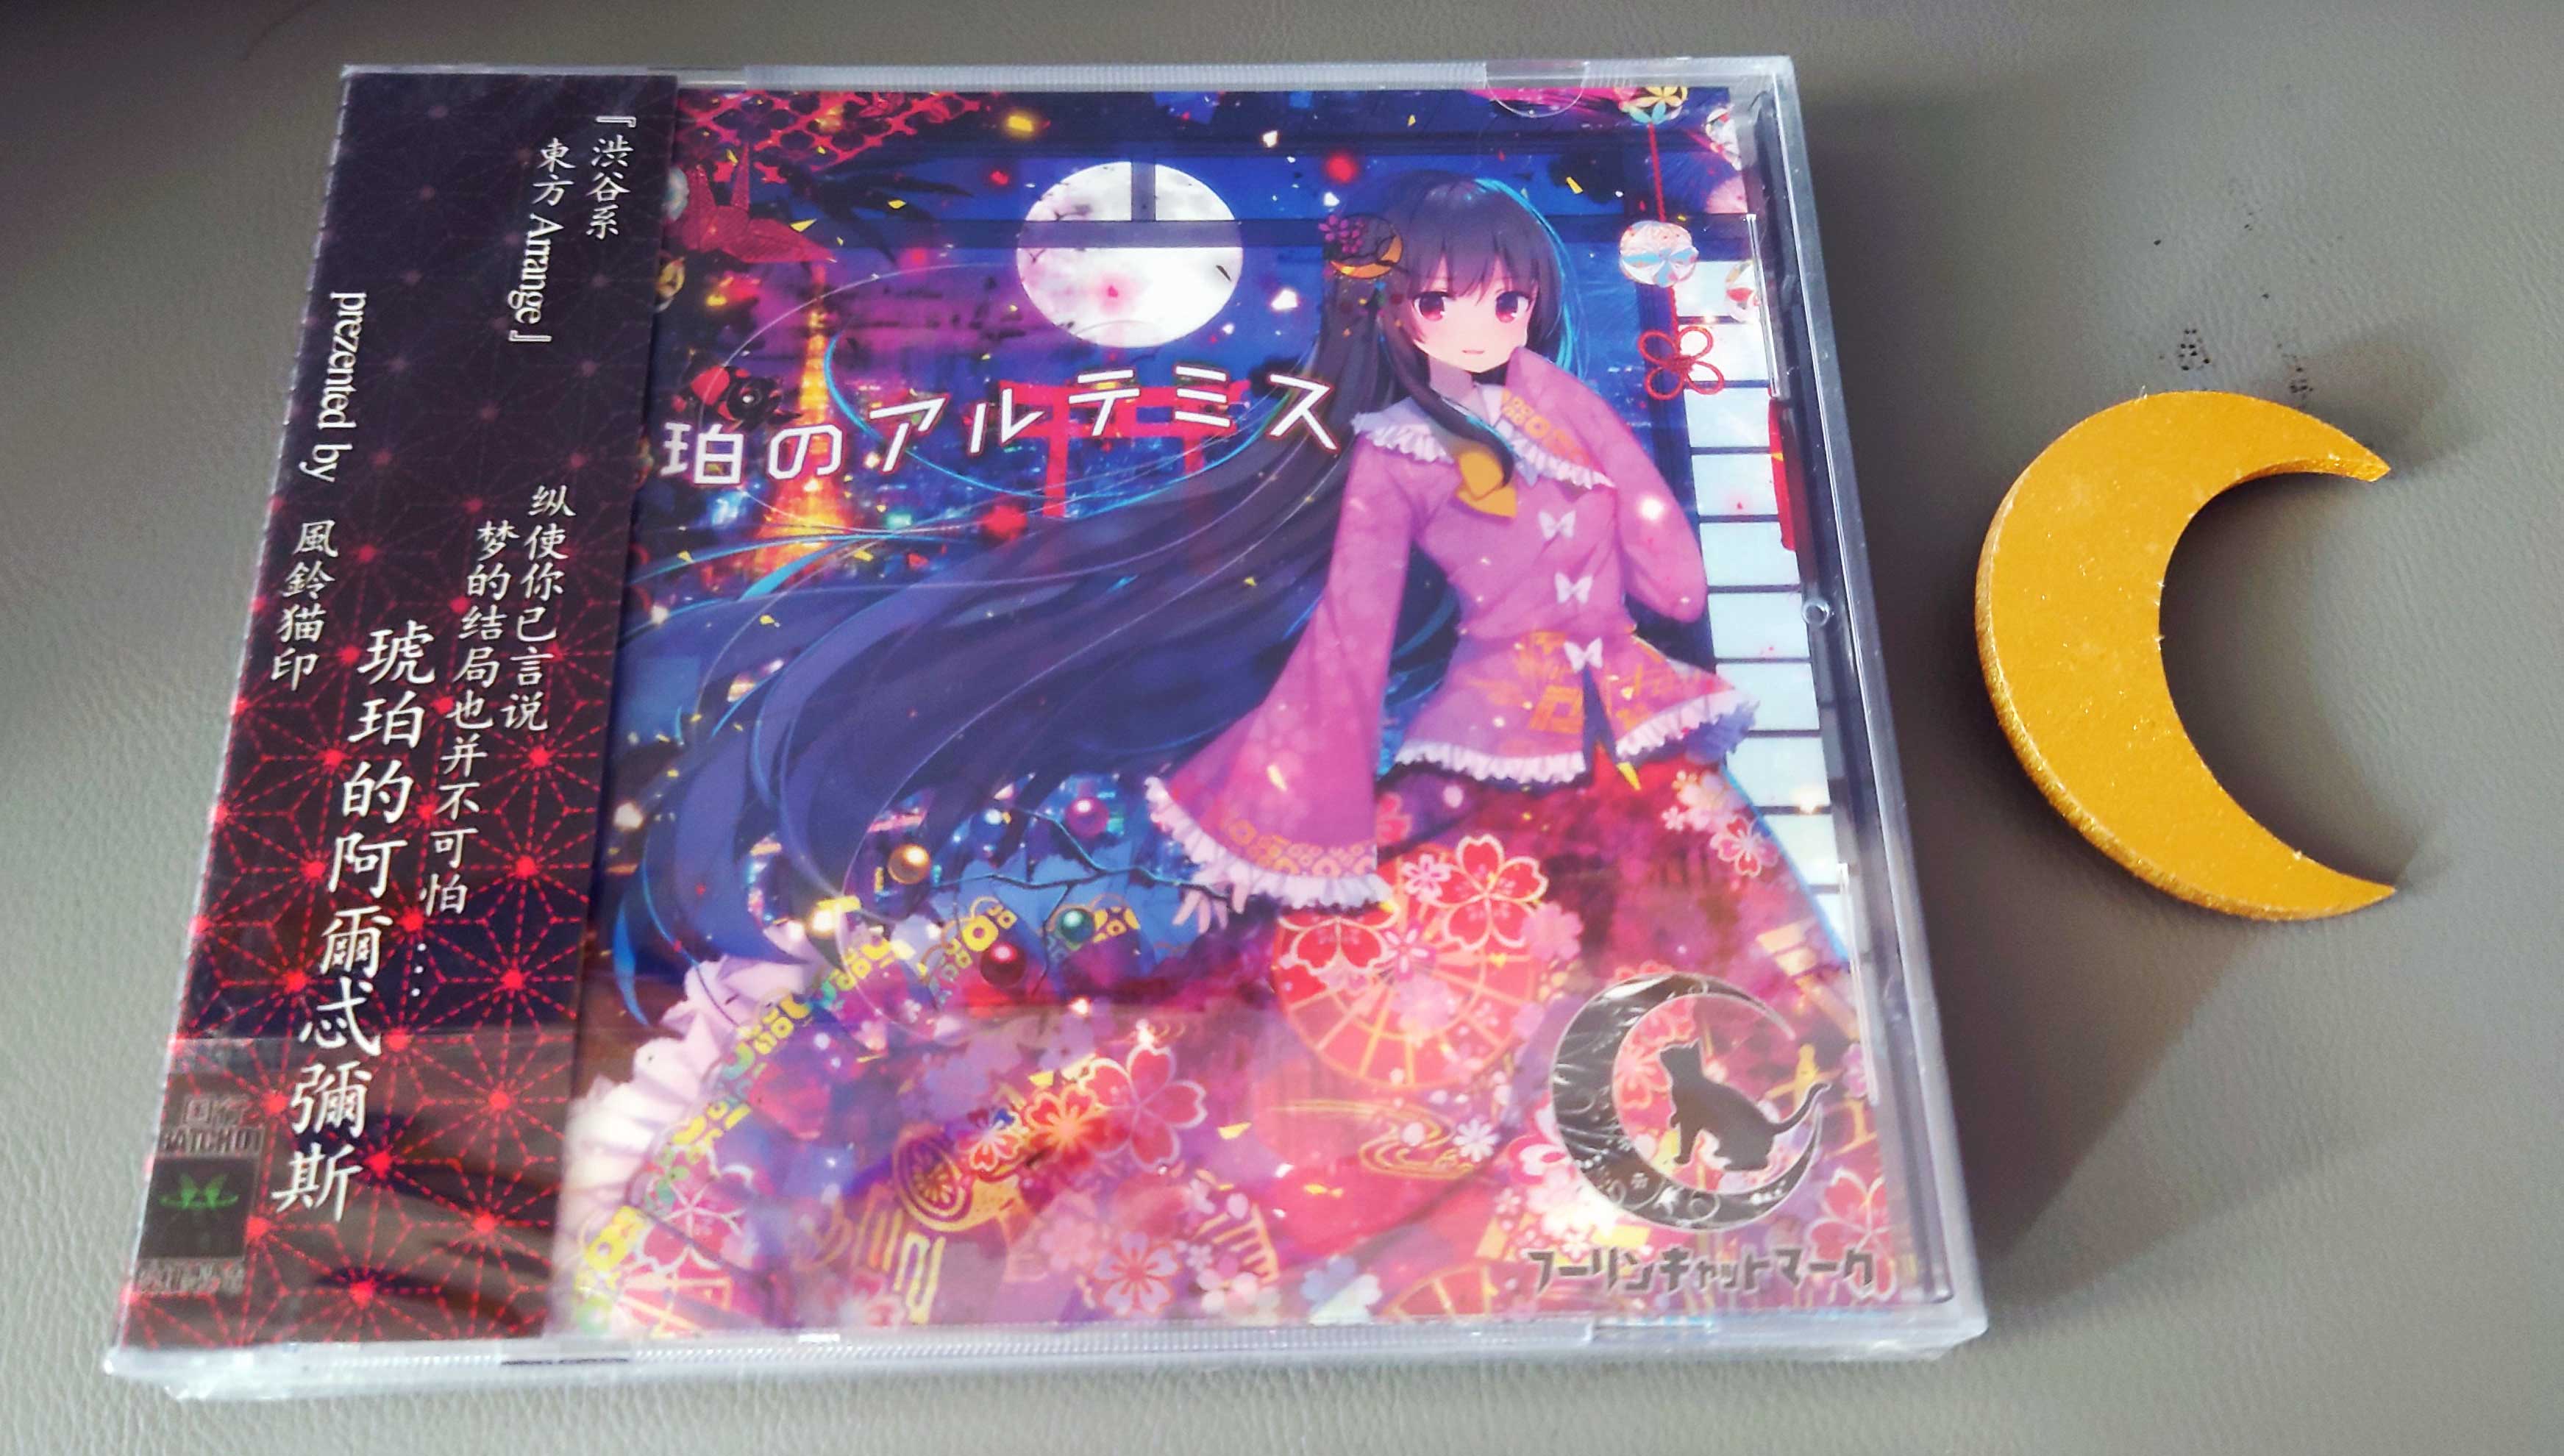 『渋谷系
東方 Arrange』
纵使你已言说
梦的结局也并不可怕……
琥珀的阿爾忒彌斯
prezented by 風鈴猫印
珀のアルテミス
フーリンキャットマーク